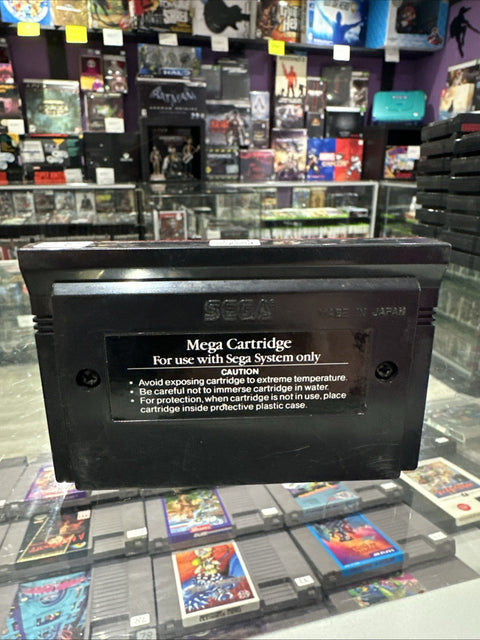 BATMAN
SEGA
MADE IN JAPAN
Mega Cartridge
For use with Sega System only
CAUTION
• Avoid exposing cartridge to extreme temperature.
• Be careful not to immerse cartridge in water.
• For protection, when cartridge is not in use, place
cartridge inside protective plastic case.